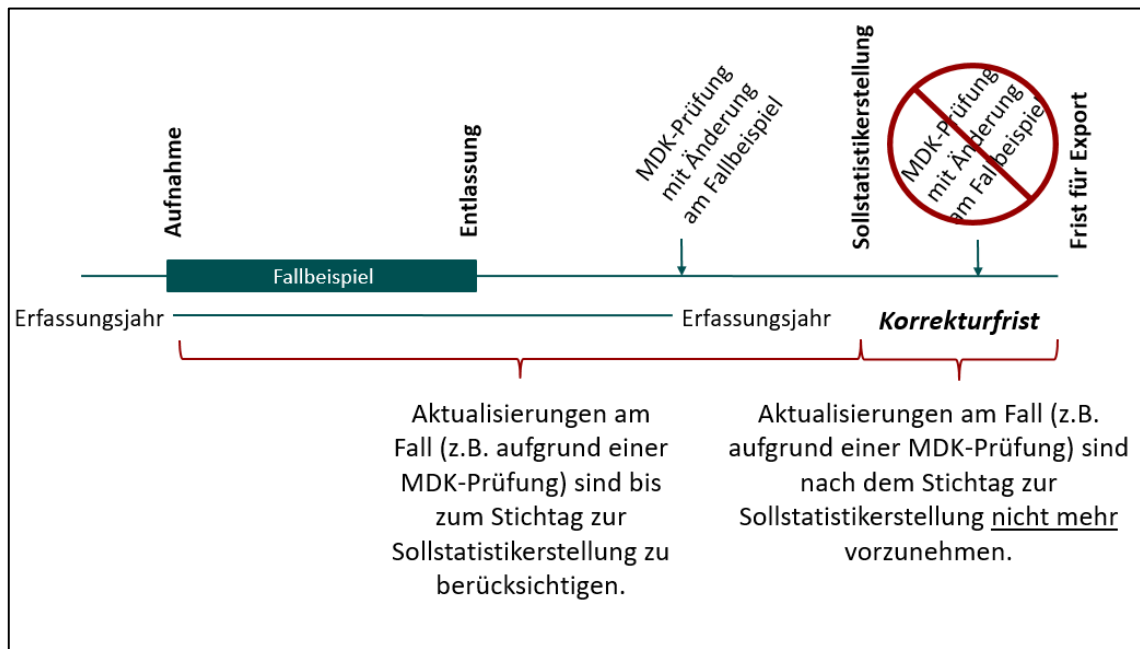 Aufnahme
Entlassung
MDK-Prüfung
mit Änderung
am Fallbeispiel
Sollstatistikerstellung
MDK-Prüfung
mit Änderung
am Fallbeispiel
Frist für Export
Fallbeispiel
Erfassungsjahr
Erfassungsjahr
Korrekturfrist
Aktualisierungen am
Fall (z.B. aufgrund einer
MDK-Prüfung) sind bis
zum Stichtag zur
Sollstatistikerstellung zu
berücksichtigen.
Aktualisierungen am Fall (z.B.
aufgrund einer MDK-Prüfung) sind
nach dem Stichtag zur
Sollstatistikerstellung nicht mehr
vorzunehmen.